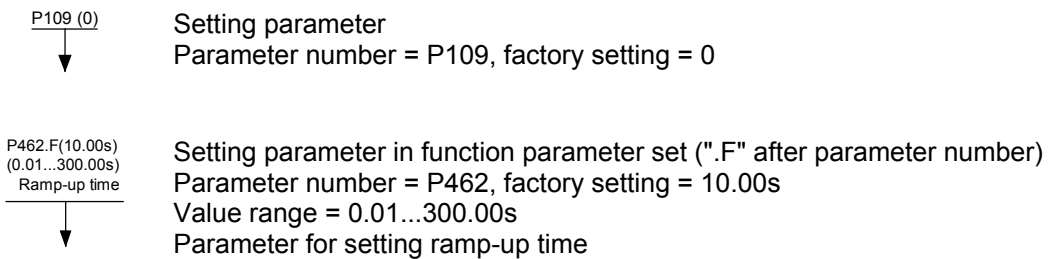 P109 (0)
Setting parameter
Parameter number = P109, factory setting = 0
P462.F(10.00s)
(0.01...300.00s)
Ramp-up time
Setting parameter in function parameter set (".F" after parameter number)
Parameter number = P462, factory setting = 10.00s
Value range = 0.01...300.00s
Parameter for setting ramp-up time